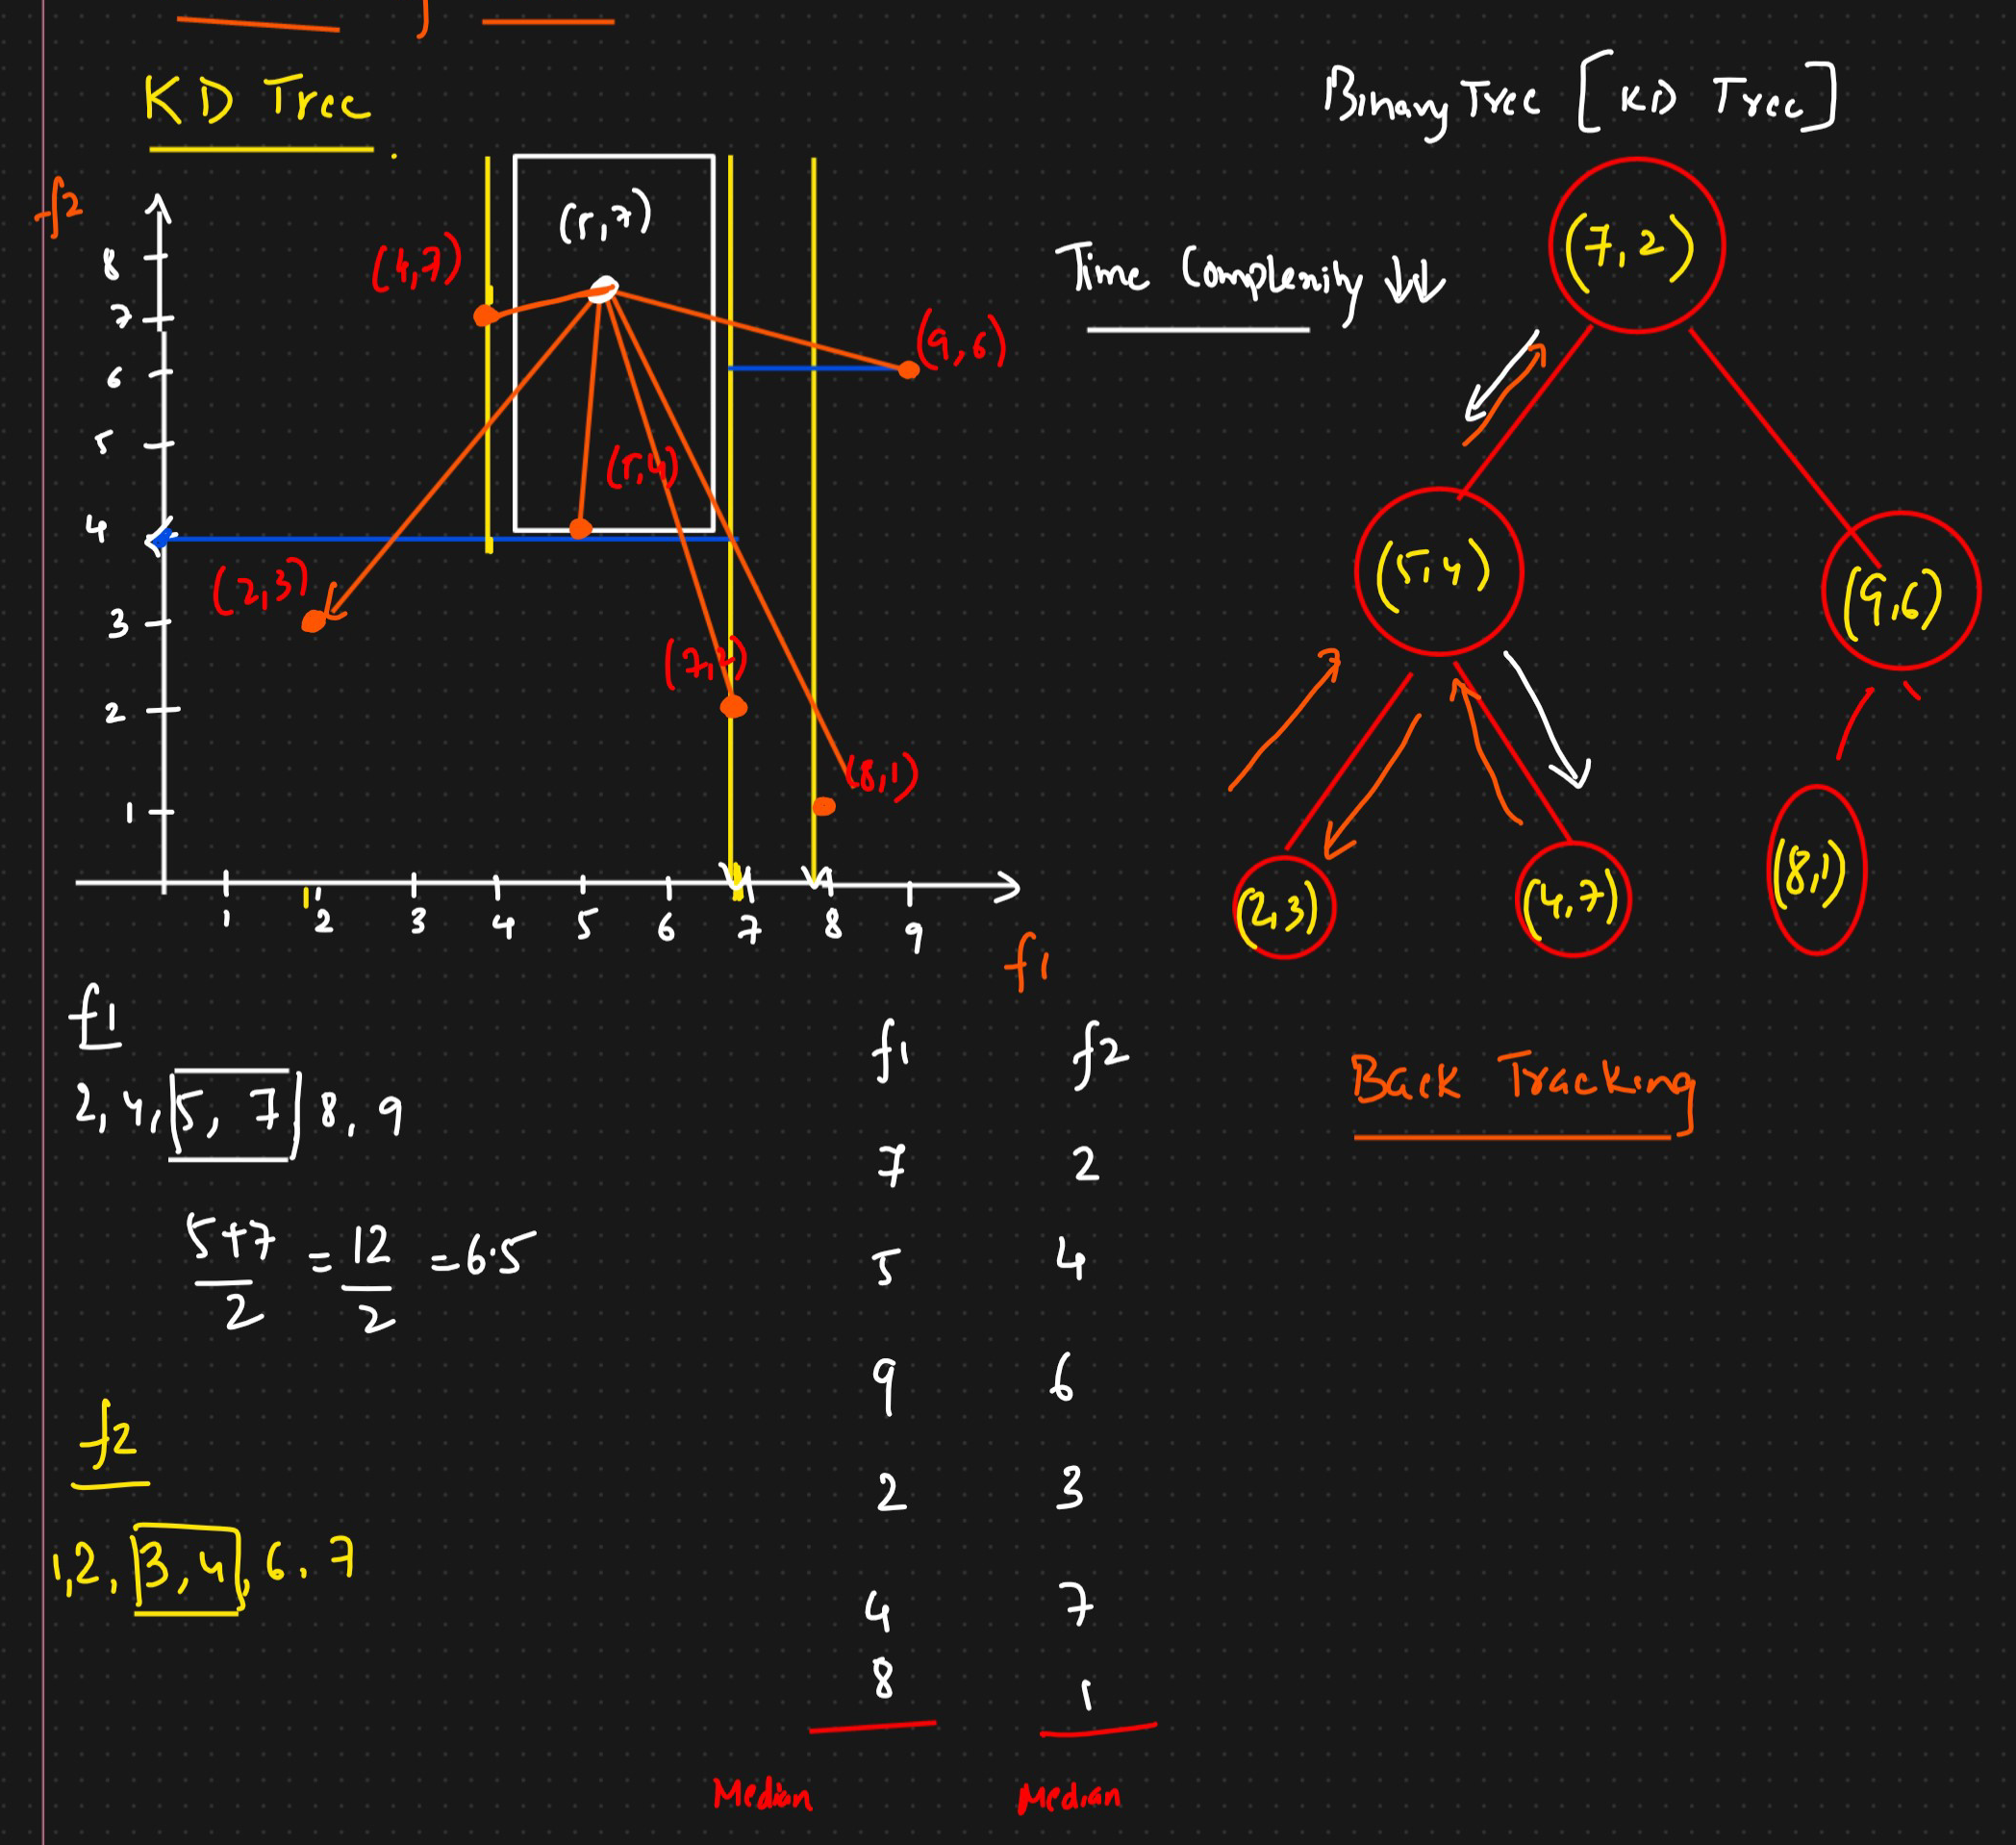 KD Tree
Binary Tree [KD Tree]
f2
(5,7)
(4,7)
Time Complexity ↓↓
(7,2)
8
7
(9,6)
6
5
(5,4)
4
(5,4)
(9,6)
(2,3)
3
(7,2)
2
(8,1)
1
(2,3)
(4,7)
(8,1)
1 2 3 4 5 6 7 8 9
f1
f1
f1 f2
2,4,5,7 8,9
Back Tracking
7 2
5+7/2 = 12/2 = 6.5
5 4
9 6
f2
2 3
1,2,3,4,6.7
4 7
8 1
Median Median